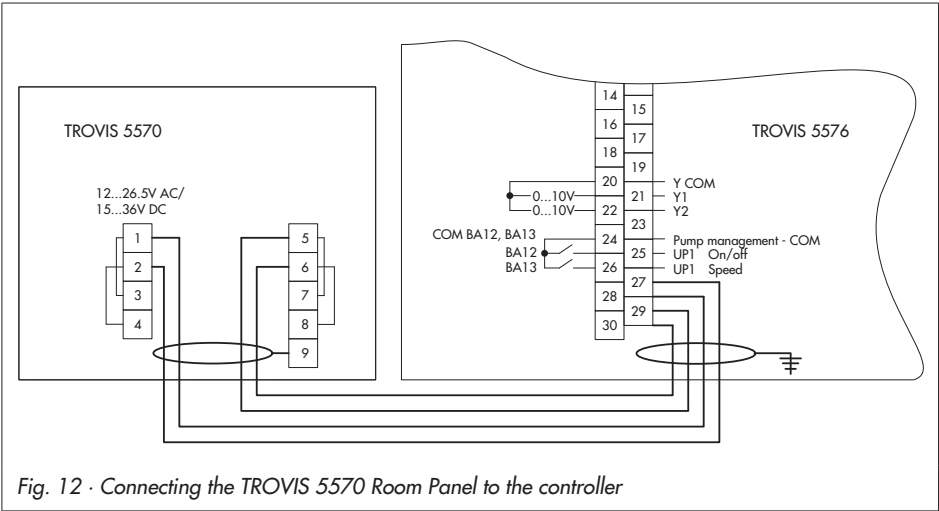 TROVIS 5570
12...26.5V AC/
15...36V DC
1
2
3
4
5
6
7
8
9
TROVIS 5576
14
15
16
17
18
19
20
Y COM
0...10V
21
Y1
0...10V
22
Y2
23
COM BA12, BA13
24
Pump management - COM
BA12
25
UP1 On/off
BA13
26
UP1 Speed
27
28
29
30
Fig. 12 · Connecting the TROVIS 5570 Room Panel to the controller